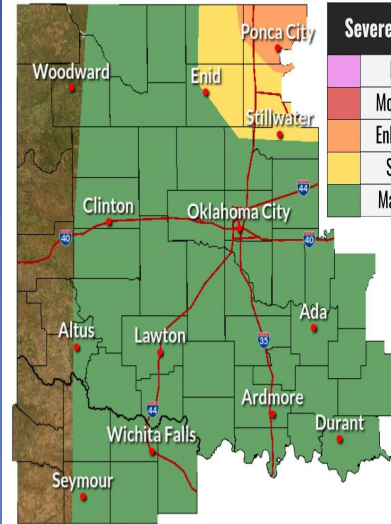 Ponca City
Severe
Woodward
Enid
Stillwater
44
Clinton
Oklahoma City
40
40
Ada
Altus
Lawton
35
Ardmore
44
Durant
Wichita Falls
Seymour